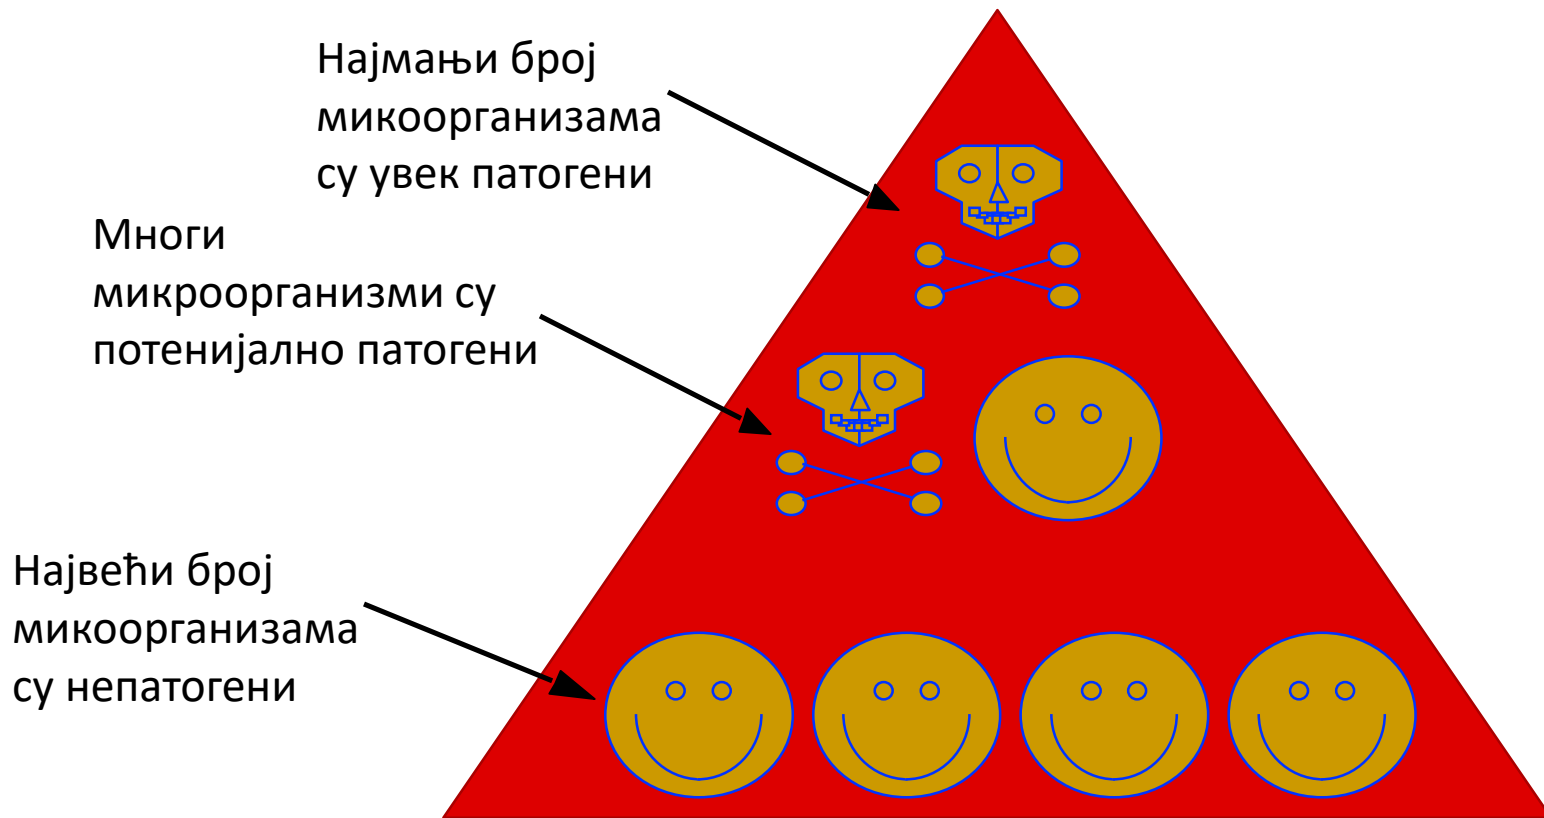 Најмањи број
микоорганизама
су увек патогени
Многи
микроорганизми су
потенијално патогени
Највећи број
микоорганизама
су непатогени